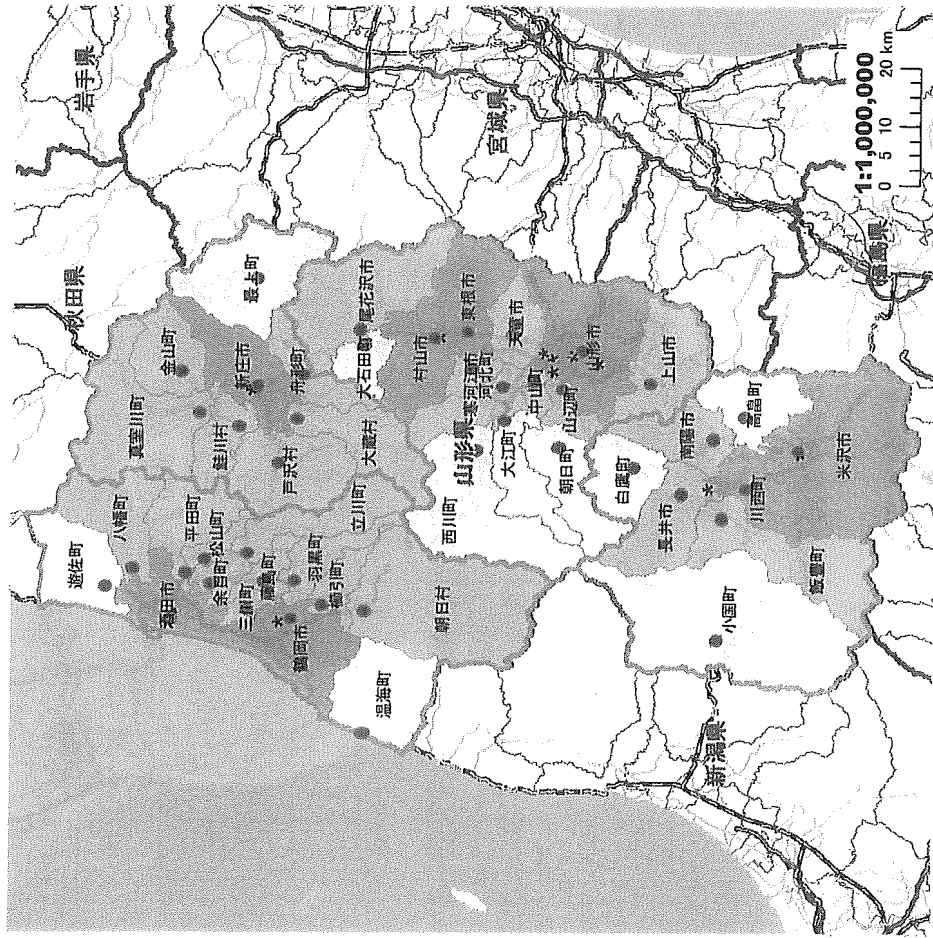 秋田県
岩手県
宮城県
福島県
新潟県
山形県
遊佐町
八幡町
酒田市
平田町
松山町
余目町
三川町
藤島町
羽黒町
櫛引町
鶴岡市
温海町
朝日村
立川町
真室川町
金山町
新庄市
最上町
鮭川村
戸沢村
舟形町
大蔵村
大石田町
尾花沢市
村山市
東根市
西川町
寒河江市
河北町
天童市
大江町
中山町
山辺町
山形市
朝日町
上山市
白鷹町
南陽市
高畠町
長井市
川西町
米沢市
小国町
飯豊町
1:1,000,000
0 5 10 20 km